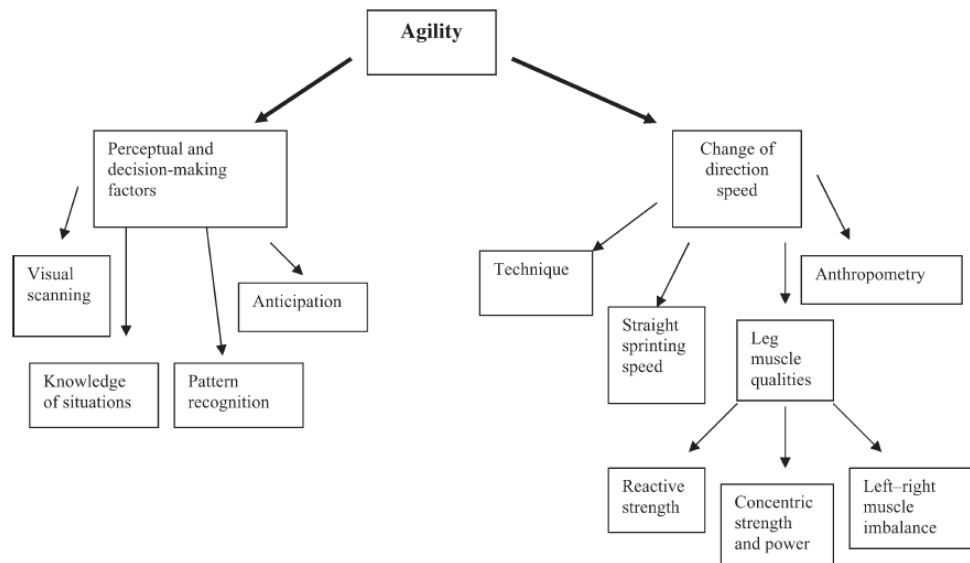 Agility
Perceptual and
decision-making
factors
Change of
direction
speed
Visual
scanning
Anticipation
Knowledge
of situations
Pattern
recognition
Technique
Straight
sprinting
speed
Leg
muscle
qualities
Anthropometry
Reactive
strength
Concentric
strength
and power
Left–right
muscle
imbalance